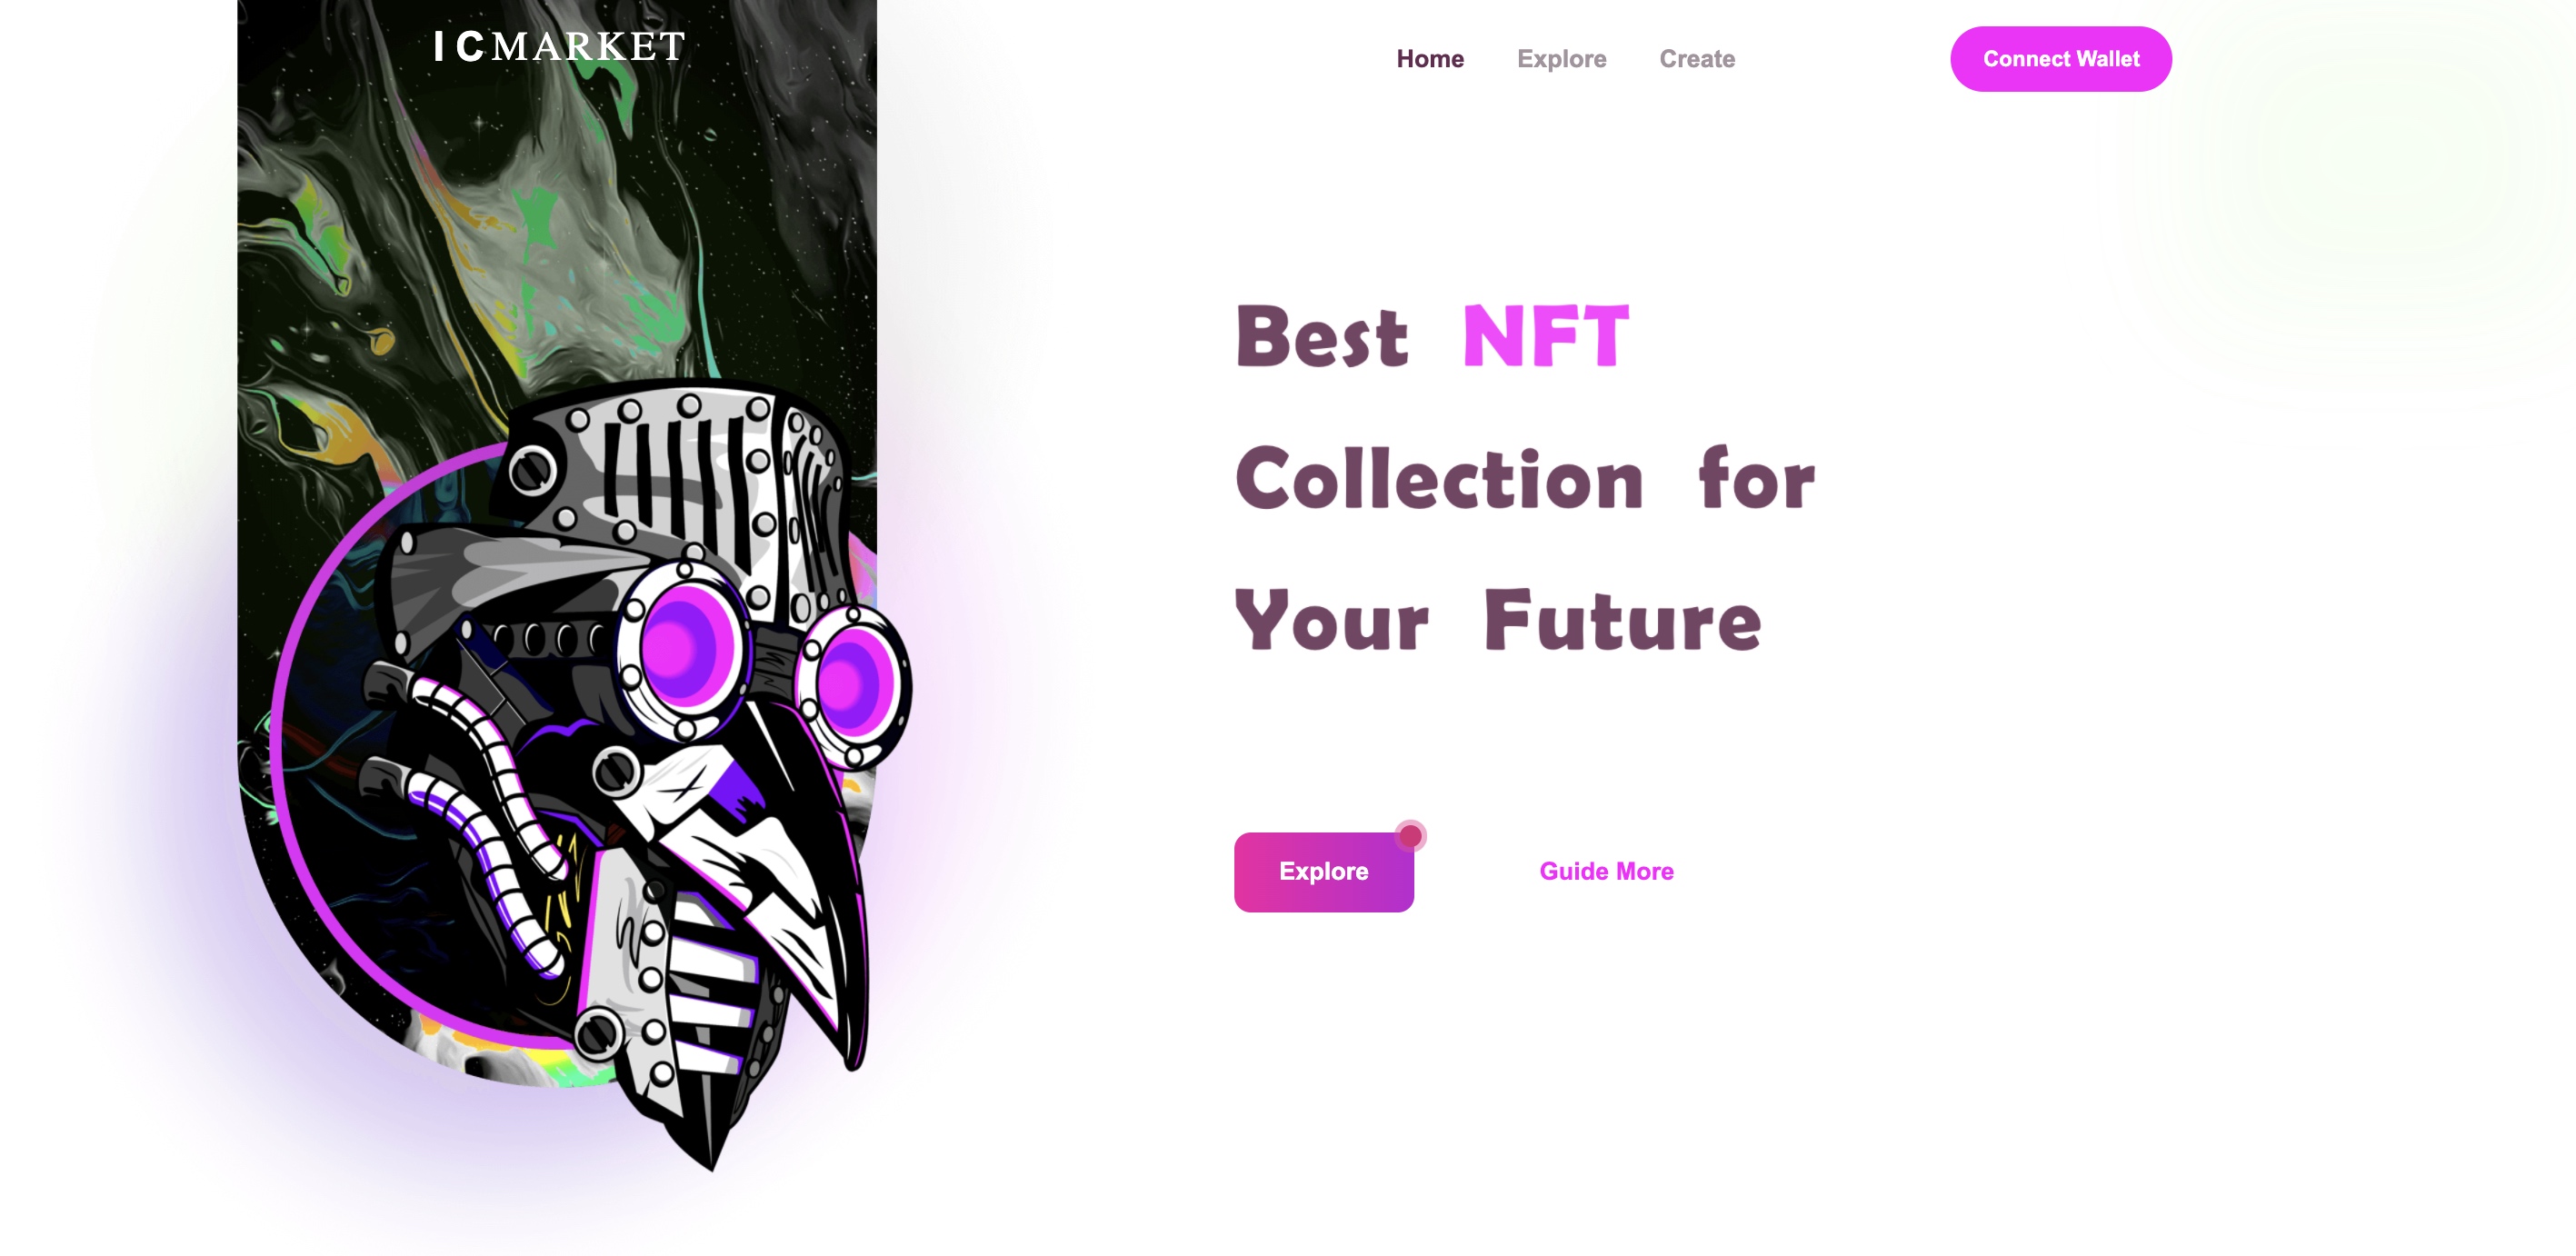 ICMARKET
Home
Explore
Create
Connect Wallet
Best NFT
Collection for
Your Future
Explore
Guide More